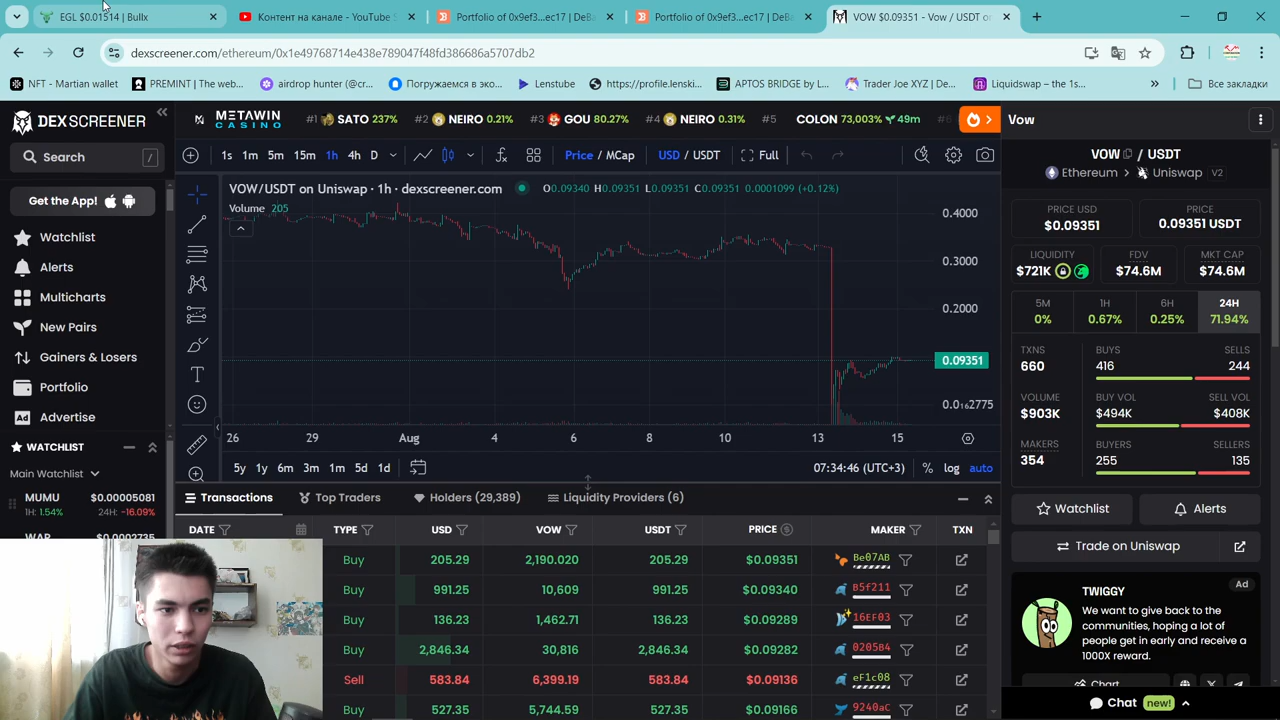 EGL $0.01514 | Bullx
Контент на канале - YouTube S
Portfolio of 0x9ef3...ec17 | DeBa
Portfolio of 0x9ef3...ec17 | DeBa
VOW $0.09351 - Vow / USDT o
dexscreener.com/ethereum/0x1e49768714e438e789047f48fd386686a5707db2
NFT - Martian wallet
PREMINT | The web...
airdrop hunter (@cr...
Погружаемся в эко...
Lenstube
https://profile.lenski...
APTOS BRIDGE by L...
Trader Joe XYZ | De...
Liquidswap – the 1s...
Все закладки
DEXSCREENER
METAWIN CASINO
#1 SATO 237%
#2 NEIRO 0.21%
#3 GOU 80.27%
#4 NEIRO 0.31%
#5 COLON 73,003% 49m
Search /
Get the App!
Watchlist
Alerts
Multicharts
New Pairs
Gainers & Losers
Portfolio
Ad Advertise
WATCHLIST
Main Watchlist
MUMU $0.00005081
1H: 1.54% 24H: -16.09%
1s 1m 5m 15m 1h 4h D
Price / MCap
USD / USDT
Full
VOW/USDT on Uniswap · 1h · dexscreener.com
O0.09340 H0.09351 L0.09351 C0.09351 0.0001099 (+0.12%)
Volume 205
0.4000
0.3000
0.2000
0.09351
0.0₁₆2775
26 29 Aug 4 6 8 10 13 15
5y 1y 6m 3m 1m 5d 1d
07:34:46 (UTC+3) % log auto
Transactions
Top Traders
Holders (29,389)
Liquidity Providers (6)
DATE TYPE USD VOW USDT PRICE MAKER TXN
Buy 205.29 2,190.020 205.29 $0.09351 Be07AB
Buy 991.25 10,609 991.25 $0.09340 B5f211
Buy 136.23 1,462.71 136.23 $0.09289 16EF03
Buy 2,846.34 30,816 2,846.34 $0.09282 0205B4
Sell 583.84 6,399.19 583.84 $0.09136 eF1c08
Buy 527.35 5,744.59 527.35 $0.09166 9240aC
Vow
VOW / USDT
Ethereum > Uniswap V2
PRICE USD
$0.09351
PRICE
0.09351 USDT
LIQUIDITY
$721K
FDV
$74.6M
MKT CAP
$74.6M
5M
0%
1H
0.67%
6H
0.25%
24H
71.94%
TXNS
660
BUYS
416
SELLS
244
VOLUME
$903K
BUY VOL
$494K
SELL VOL
$408K
MAKERS
354
BUYERS
255
SELLERS
135
Watchlist
Alerts
Trade on Uniswap
TWIGGY
Ad
We want to give back to the
communities, hoping a lot of
people get in early and receive a
1000X reward.
Chart
Chat new!